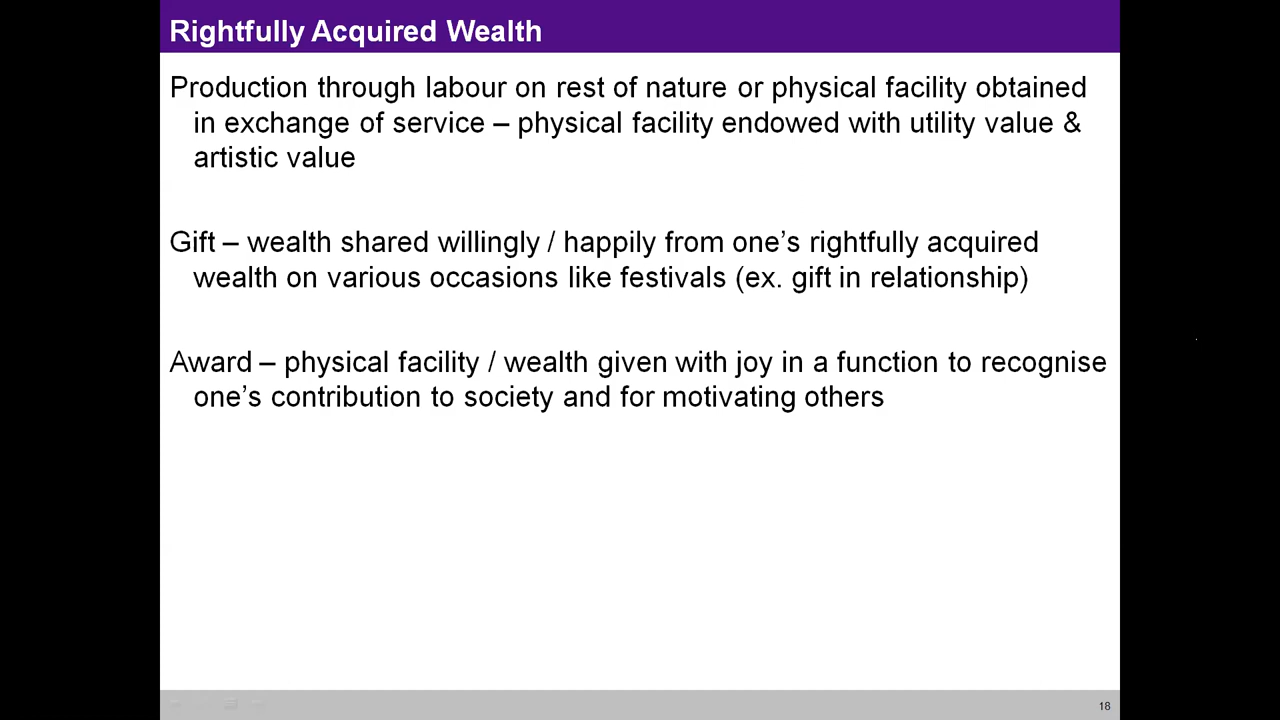 Rightfully Acquired Wealth
Production through labour on rest of nature or physical facility obtained
in exchange of service – physical facility endowed with utility value &
artistic value
Gift – wealth shared willingly / happily from one’s rightfully acquired
wealth on various occasions like festivals (ex. gift in relationship)
Award – physical facility / wealth given with joy in a function to recognise
one’s contribution to society and for motivating others
18